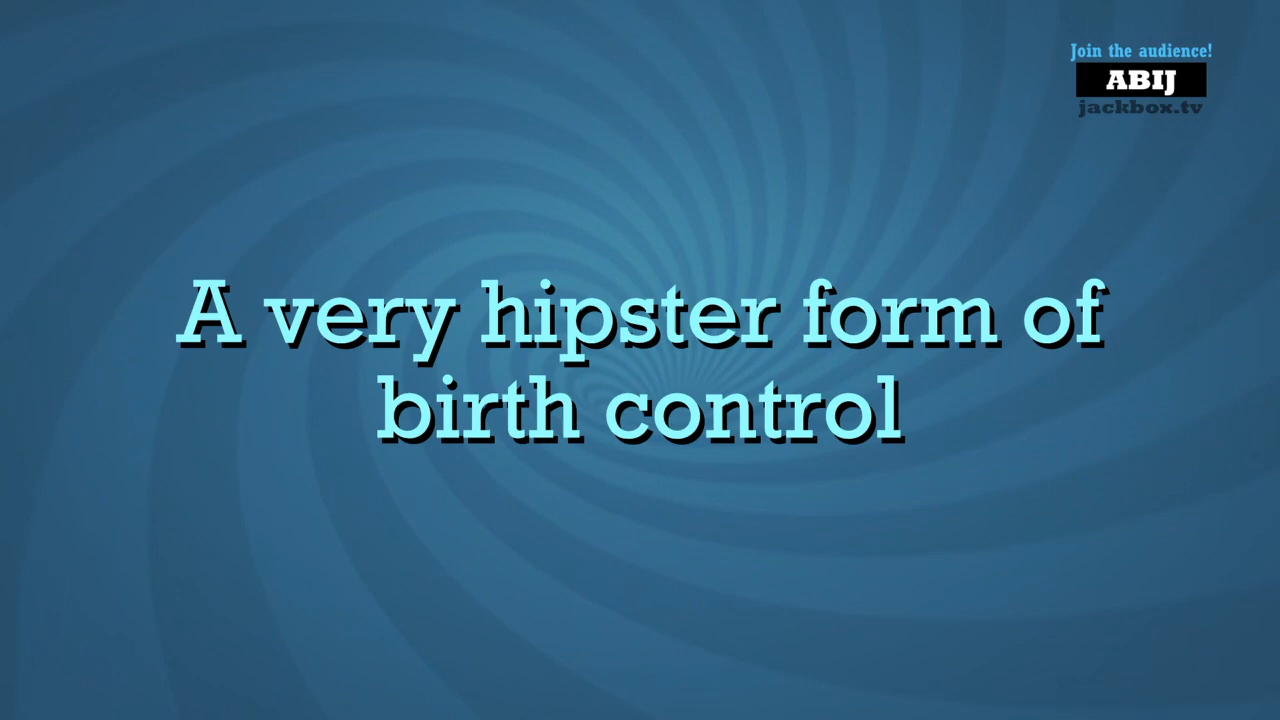 Join the audience!
ABIJ
jackbox.tv
A very hipster form of
birth control